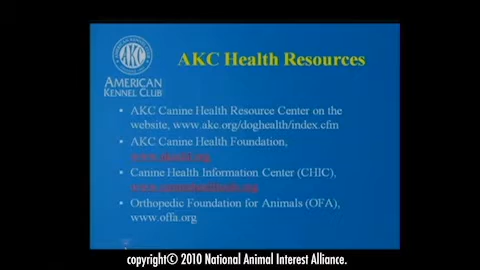 AKC
AMERICAN
KENNEL CLUB
AKC Health Resources
• AKC Canine Health Resource Center on the
website, www.akc.org/doghealth/index.cfm
• AKC Canine Health Foundation,
• Canine Health Information Center (CHIC),
• Orthopedic Foundation for Animals (OFA),
www.offa.org
copyright© 2010 National Animal Interest Alliance.